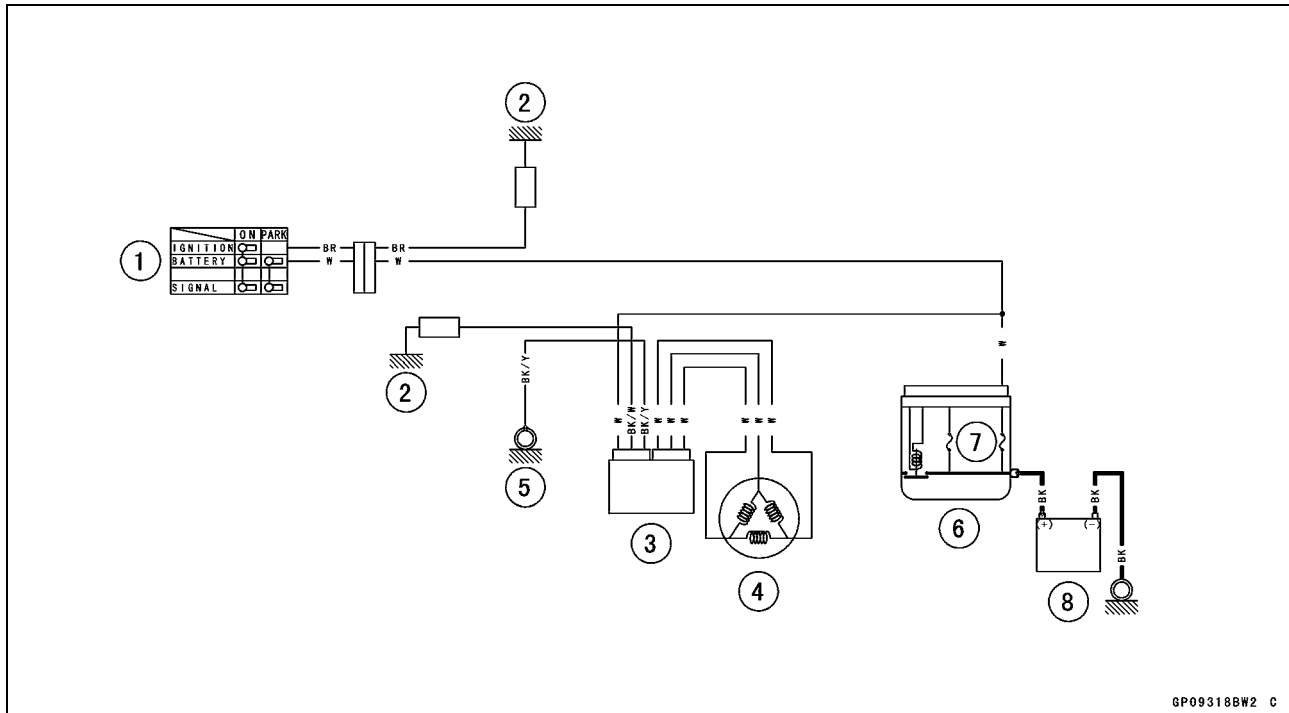 2
ON PARK
IGNITION
BATTERY
SIGNAL
1
BR BR
W W
2
BK/Y
W BK/W BK/Y W W W
W W W
W
5
3
4
7
6
BK BK
(+) (-)
BK
8
GP09318BW2 C